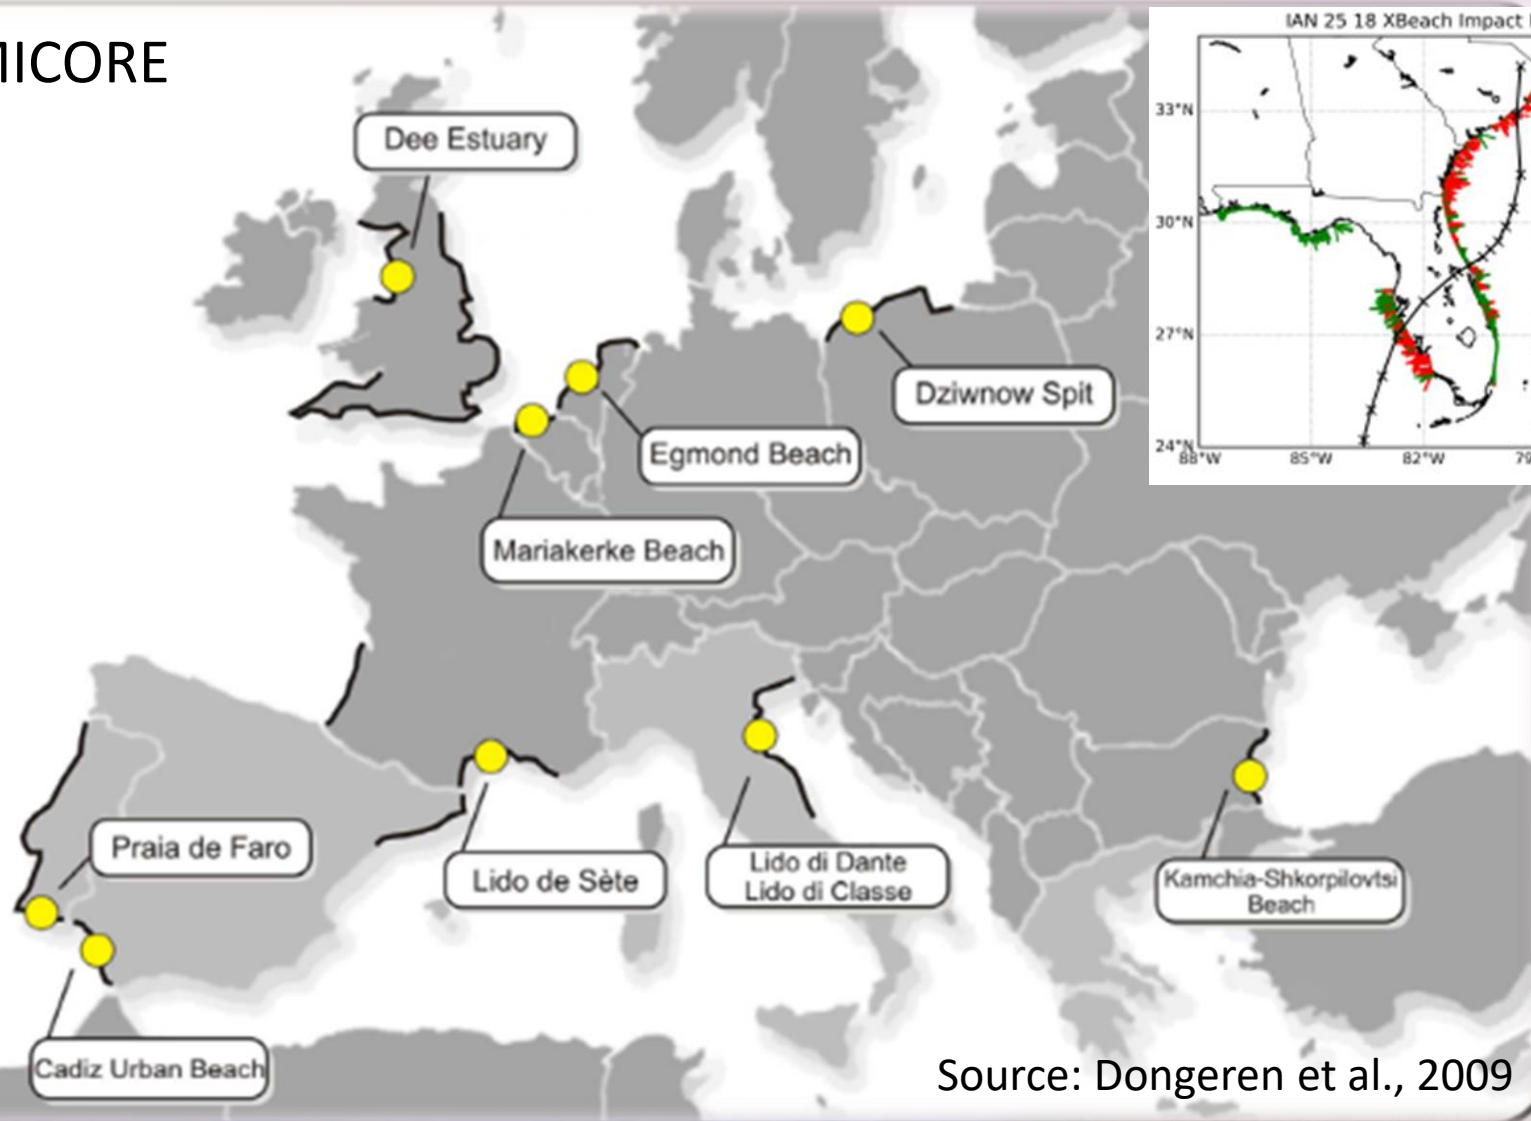 MICORE
IAN 25 18 XBeach Impact
33°N
30°N
27°N
24°N
88°W
85°W
82°W
79
Dee Estuary
Dziwnow Spit
Egmond Beach
Mariakerke Beach
Praia de Faro
Lido de Sète
Lido di Dante
Lido di Classe
Kamchia-Shkorpilovtsi
Beach
Cadiz Urban Beach
Source: Dongeren et al., 2009